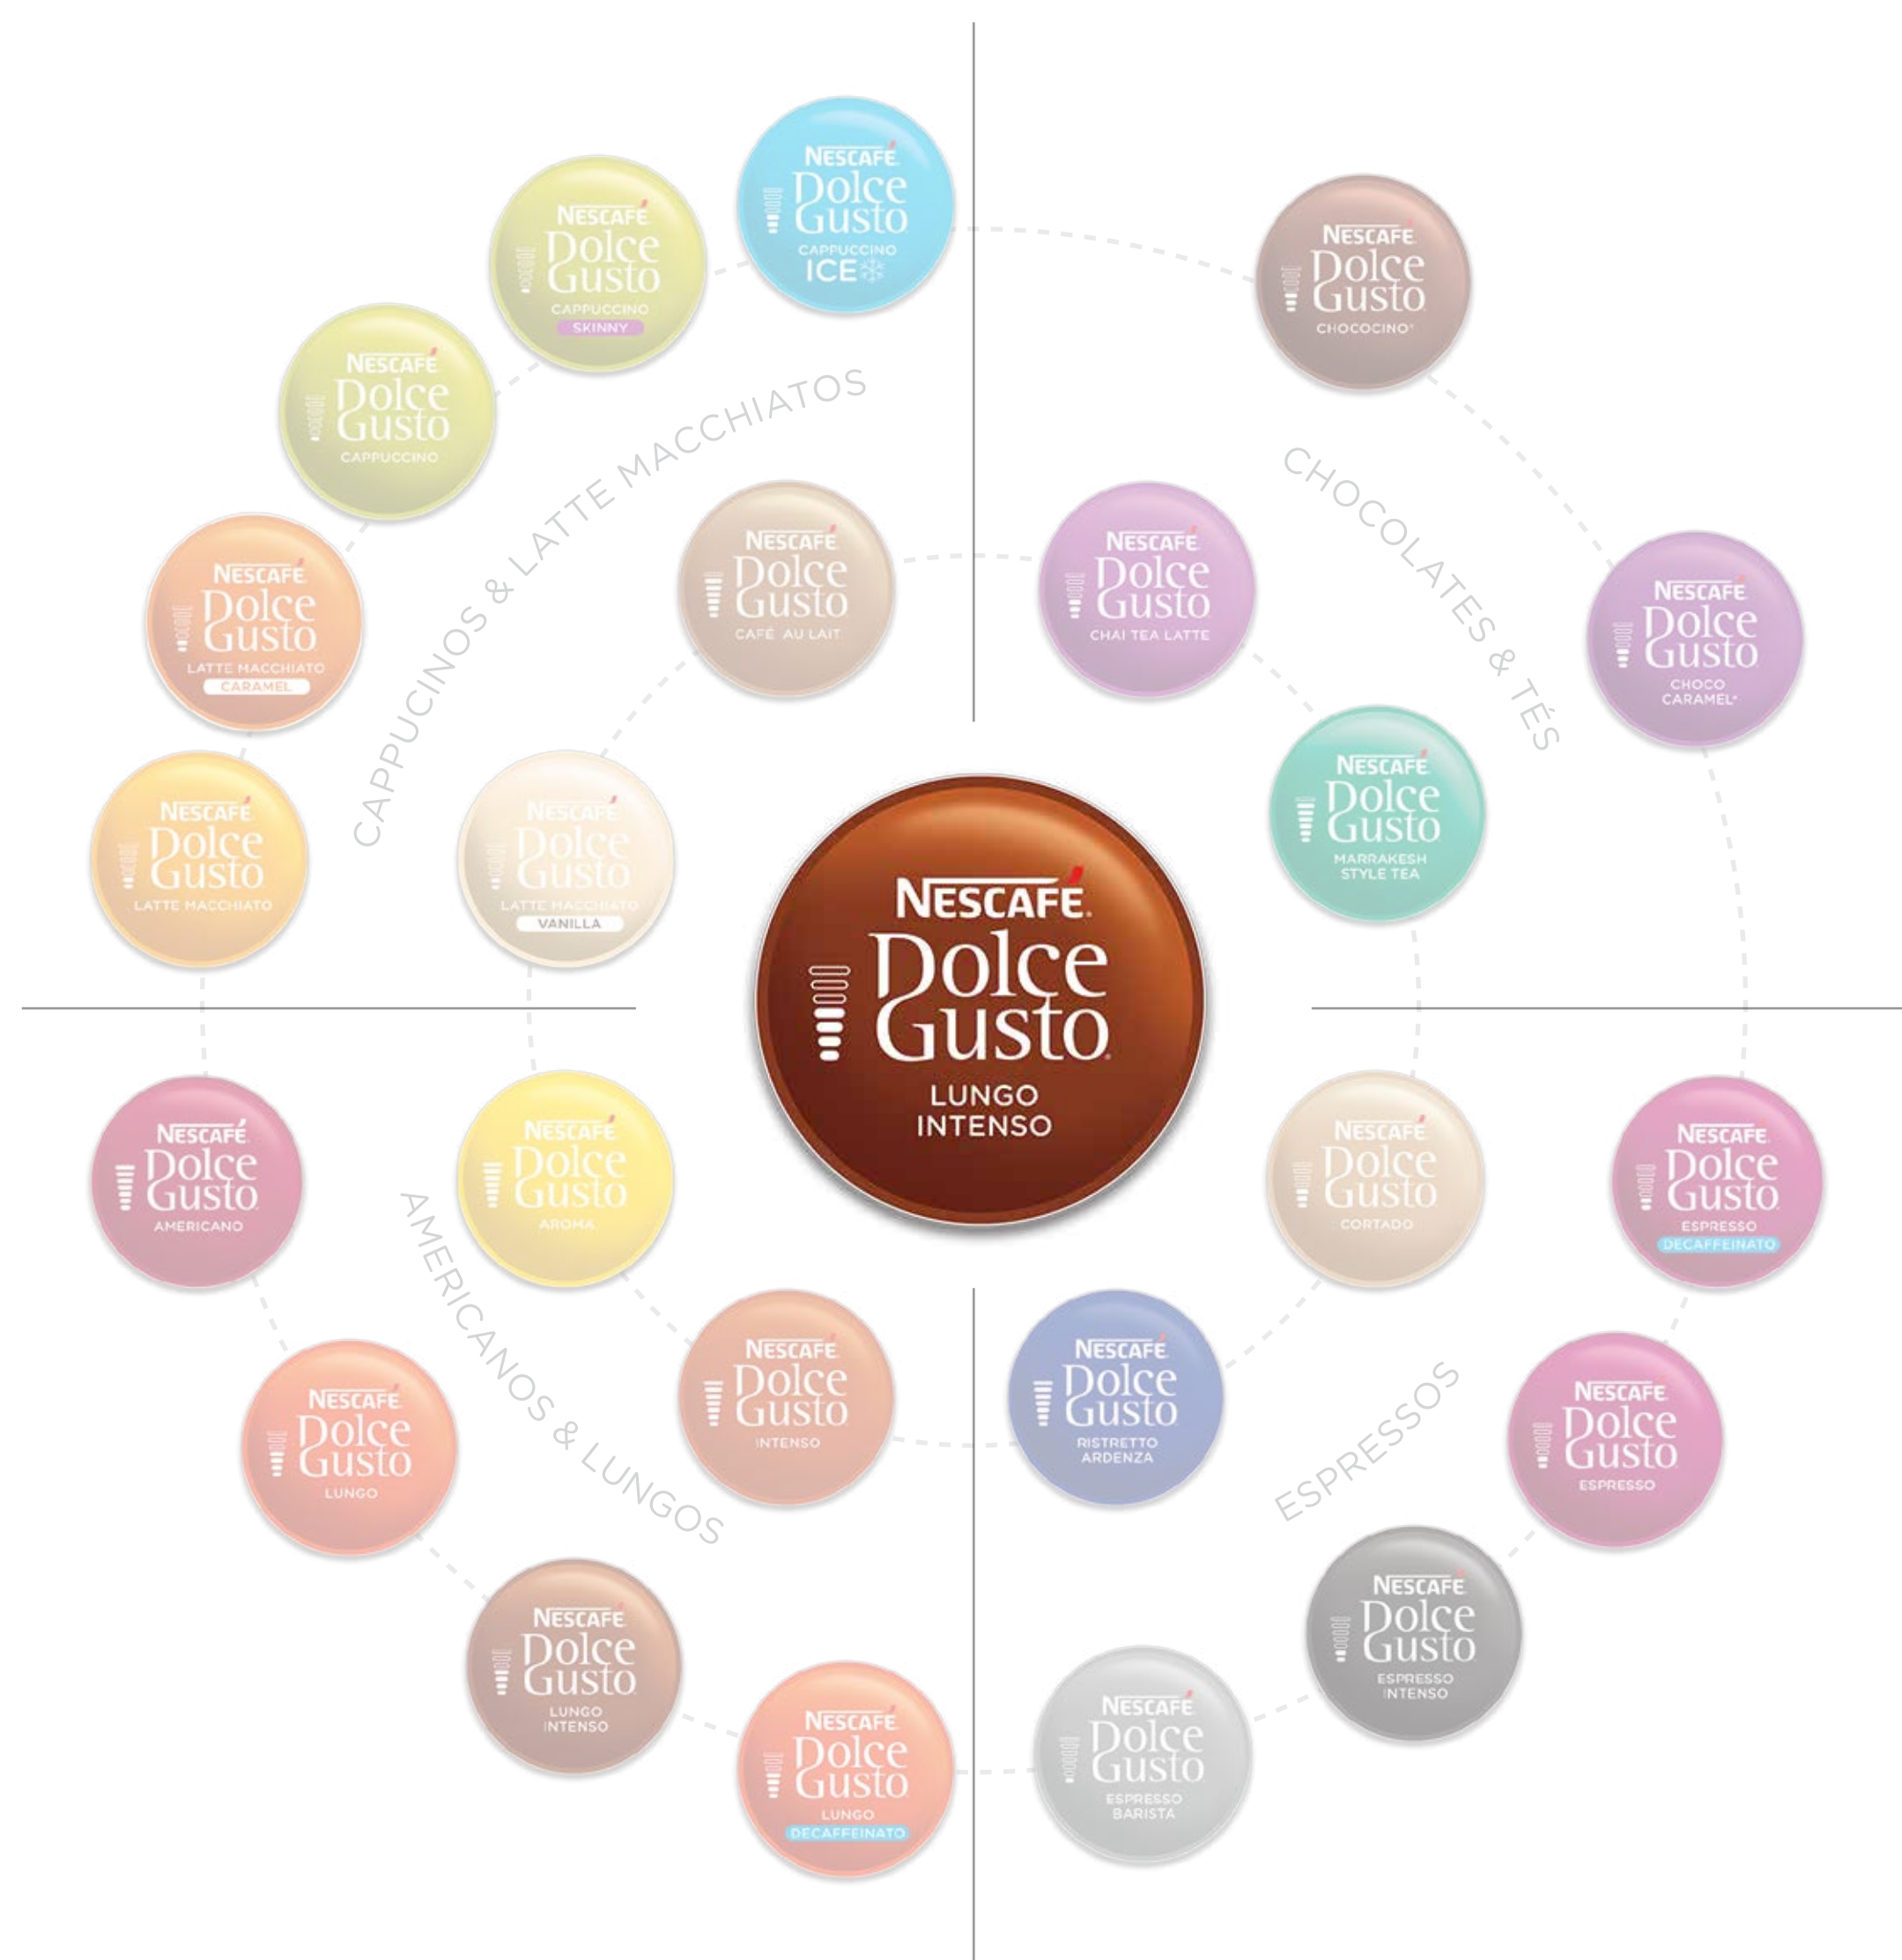 NESCAFÉ
Dolce
Gusto
CAPPUCCINO
ICE
NESCAFÉ
Dolce
Gusto
CAPPUCCINO
SKINNY
NESCAFÉ
Dolce
Gusto
CAPPUCCINO
NESCAFÉ
Dolce
Gusto
LATTE MACCHIATO
CARAMEL
NESCAFÉ
Dolce
Gusto
LATTE MACCHIATO
CAPPUCINOS & LATTE MACCHIATOS
NESCAFÉ
Dolce
Gusto
CAFÉ AU LAIT
NESCAFÉ
Dolce
Gusto
LATTE MACCHIATO
VANILLA
NESCAFÉ
Dolce
Gusto
CHOCOCINO*
NESCAFÉ
Dolce
Gusto
CHOCO
CARAMEL*
CHOCOLATES & TÉS
NESCAFÉ
Dolce
Gusto
CHAI TEA LATTE
NESCAFÉ
Dolce
Gusto
MARRAKESH
STYLE TEA
NESCAFÉ
Dolce
Gusto
LUNGO
INTENSO
NESCAFÉ
Dolce
Gusto
AMERICANO
NESCAFÉ
Dolce
Gusto
AROMA
NESCAFÉ
Dolce
Gusto
INTENSO
AMERICANOS & LUNGOS
NESCAFÉ
Dolce
Gusto
LUNGO
NESCAFÉ
Dolce
Gusto
LUNGO
INTENSO
NESCAFÉ
Dolce
Gusto
LUNGO
DECAFFEINATO
NESCAFÉ
Dolce
Gusto
CORTADO
NESCAFÉ
Dolce
Gusto
ESPRESSO
DECAFFEINATO
NESCAFÉ
Dolce
Gusto
RISTRETTO
ARDENZA
ESPRESSOS
NESCAFÉ
Dolce
Gusto
ESPRESSO
NESCAFÉ
Dolce
Gusto
ESPRESSO
INTENSO
NESCAFÉ
Dolce
Gusto
ESPRESSO
BARISTA